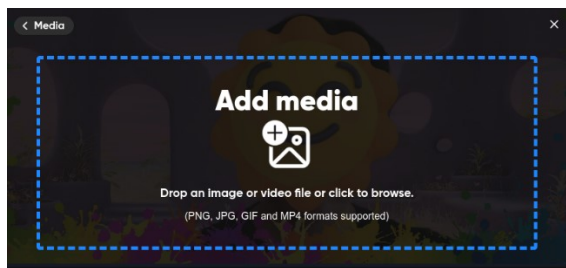 Media
Add media
Drop an image or video file or click to browse.
(PNG, JPG, GIF and MP4 formats supported)